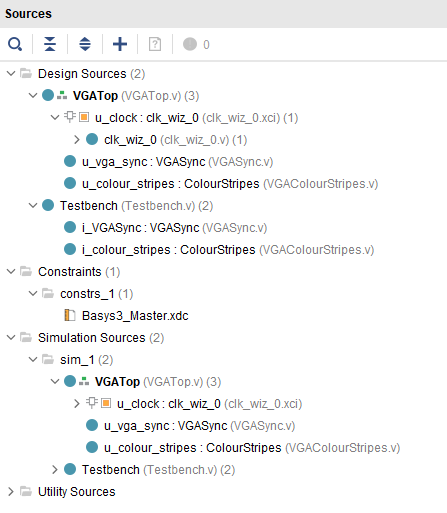 Sources
0
Design Sources (2)
VGATop (VGATop.v) (3)
u_clock : clk_wiz_0 (clk_wiz_0.xci) (1)
clk_wiz_0 (clk_wiz_0.v) (1)
u_vga_sync : VGASync (VGASync.v)
u_colour_stripes : ColourStripes (VGAColourStripes.v)
Testbench (Testbench.v) (2)
i_VGASync : VGASync (VGASync.v)
i_colour_stripes : ColourStripes (VGAColourStripes.v)
Constraints (1)
constrs_1 (1)
Basys3_Master.xdc
Simulation Sources (2)
sim_1 (2)
VGATop (VGATop.v) (3)
u_clock : clk_wiz_0 (clk_wiz_0.xci)
u_vga_sync : VGASync (VGASync.v)
u_colour_stripes : ColourStripes (VGAColourStripes.v)
Testbench (Testbench.v) (2)
Utility Sources